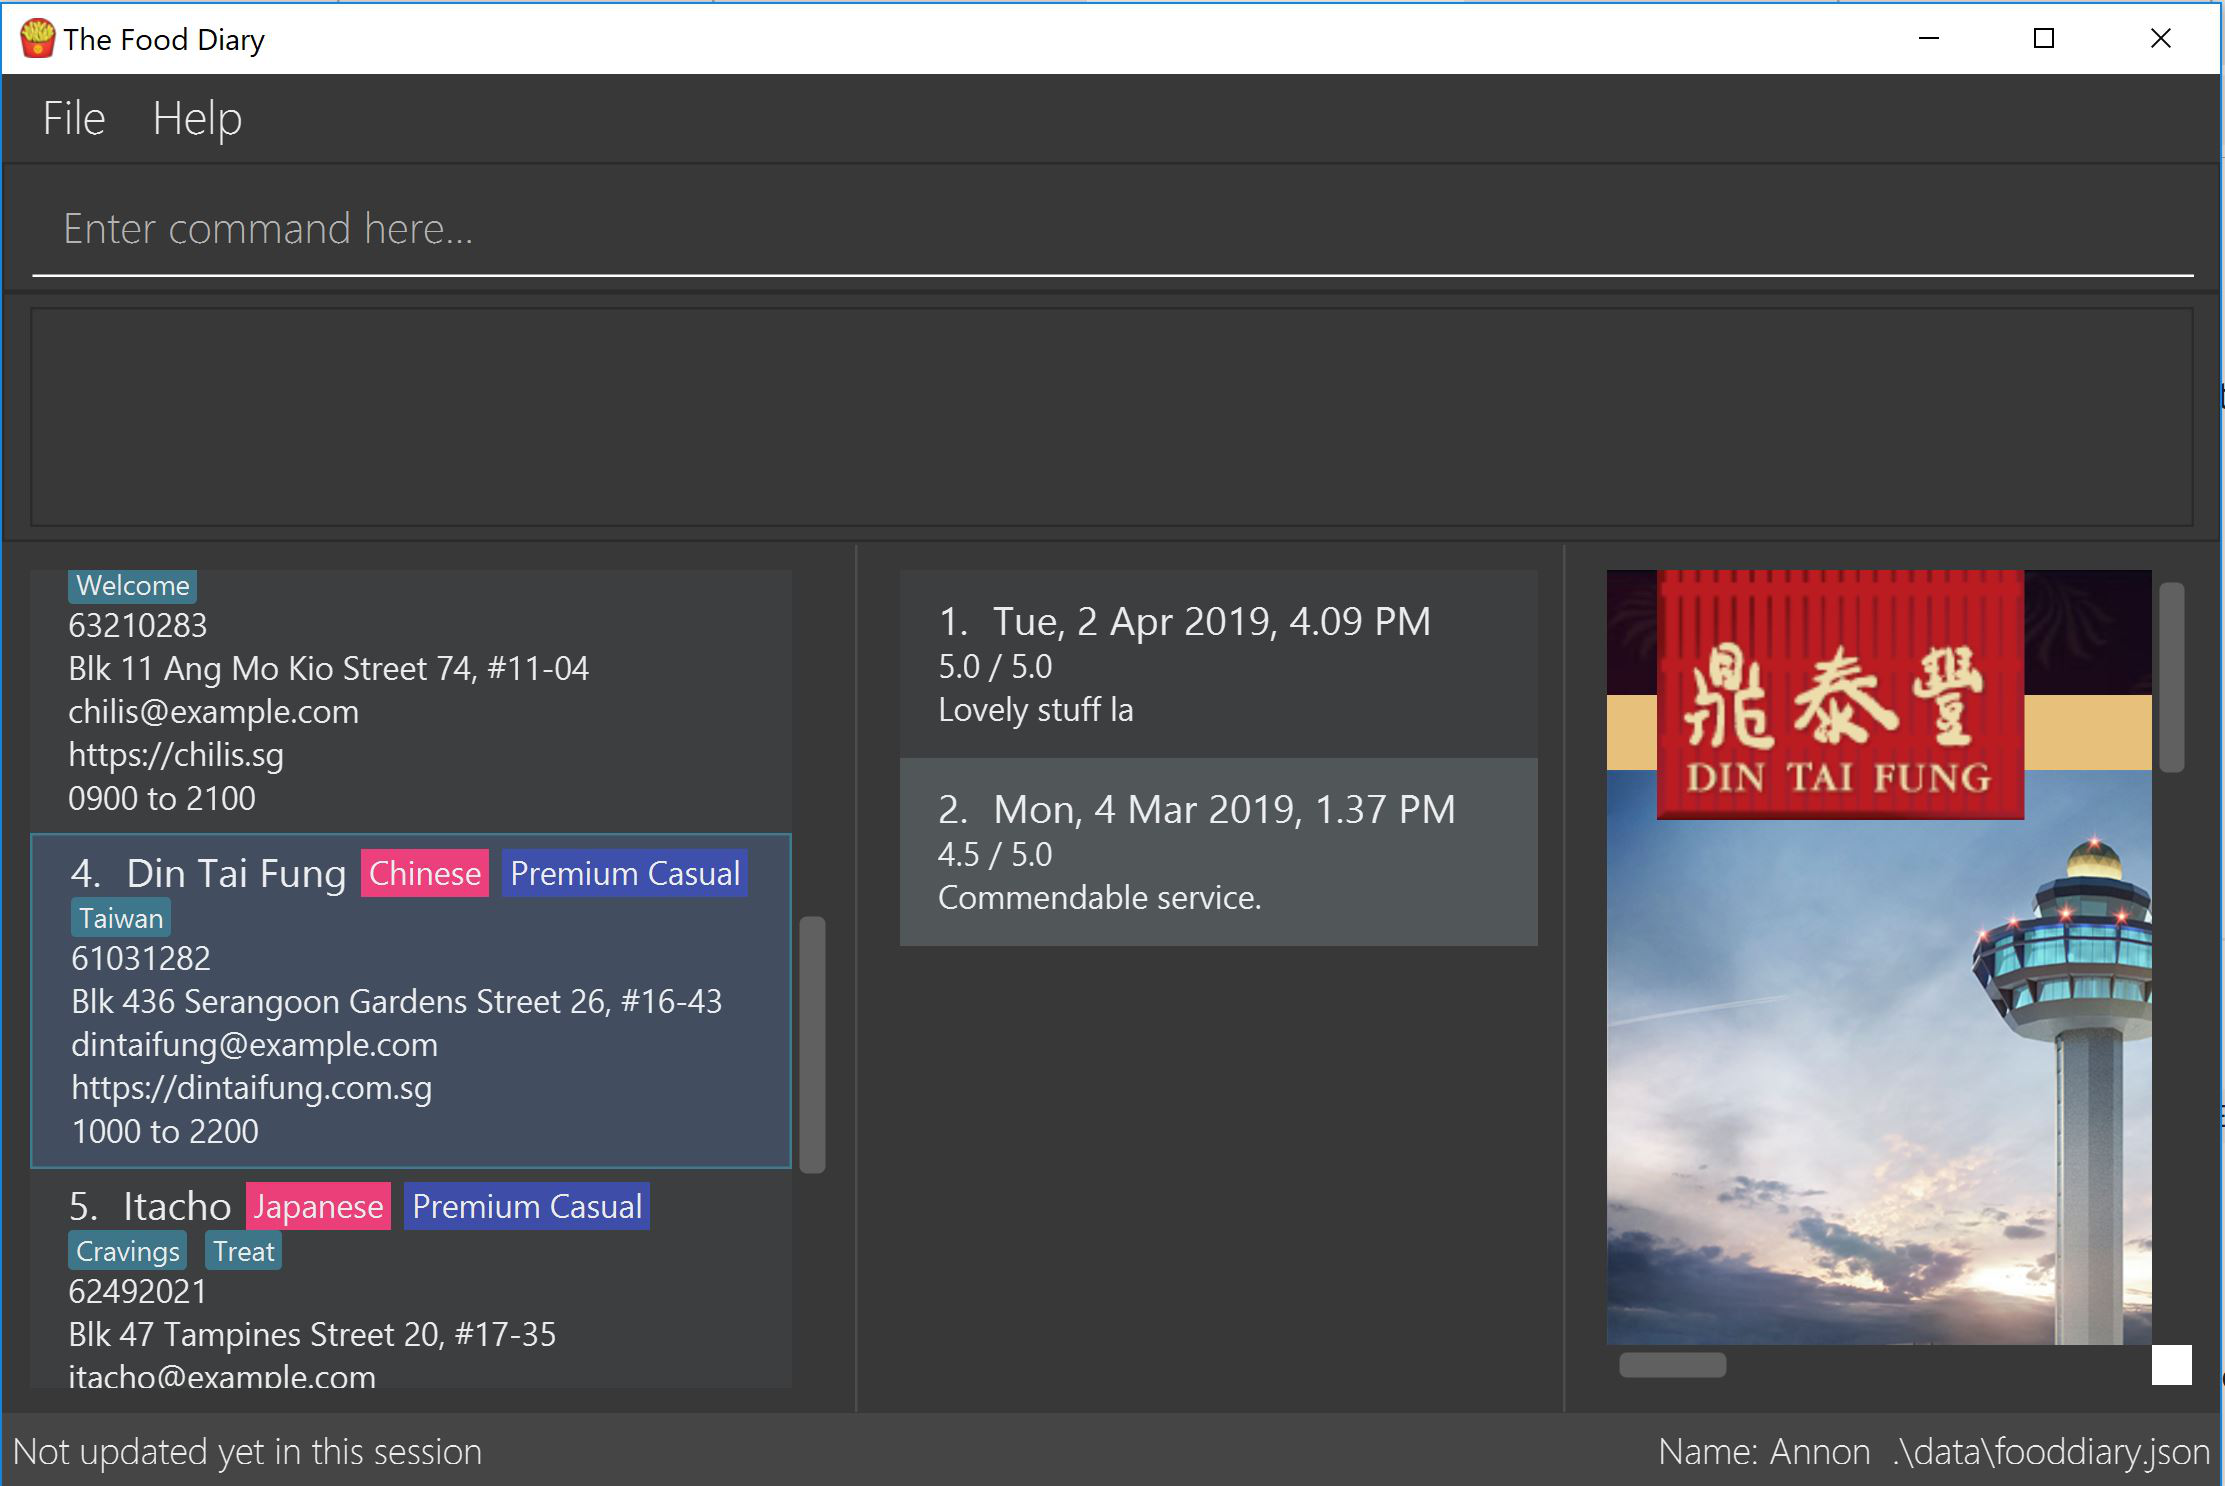 The Food Diary
File Help
Enter command here...
Welcome
63210283
Blk 11 Ang Mo Kio Street 74, #11-04
chilis@example.com
https://chilis.sg
0900 to 2100
4. Din Tai Fung Chinese Premium Casual
Taiwan
61031282
Blk 436 Serangoon Gardens Street 26, #16-43
dintaifung@example.com
https://dintaifung.com.sg
1000 to 2200
5. Itacho Japanese Premium Casual
Cravings Treat
62492021
Blk 47 Tampines Street 20, #17-35
itacho@example.com
1. Tue, 2 Apr 2019, 4.09 PM
5.0 / 5.0
Lovely stuff la
2. Mon, 4 Mar 2019, 1.37 PM
4.5 / 5.0
Commendable service.
鼎泰豐
DIN TAI FUNG
Not updated yet in this session
Name: Annon .\data\fooddiary.json